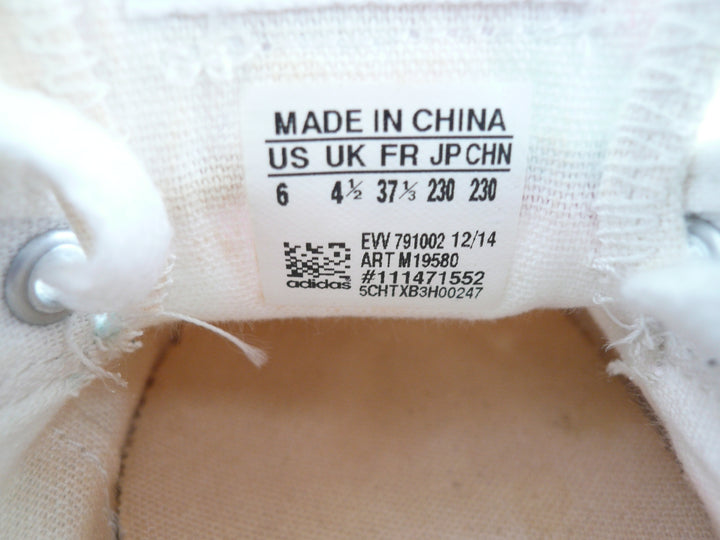 MADE IN CHINA
US UK FR JP CHN
6 4½ 37⅓ 230 230
EVV 791002 12/14
ART M19580
#111471552
adidas 5CHTXB3H00247